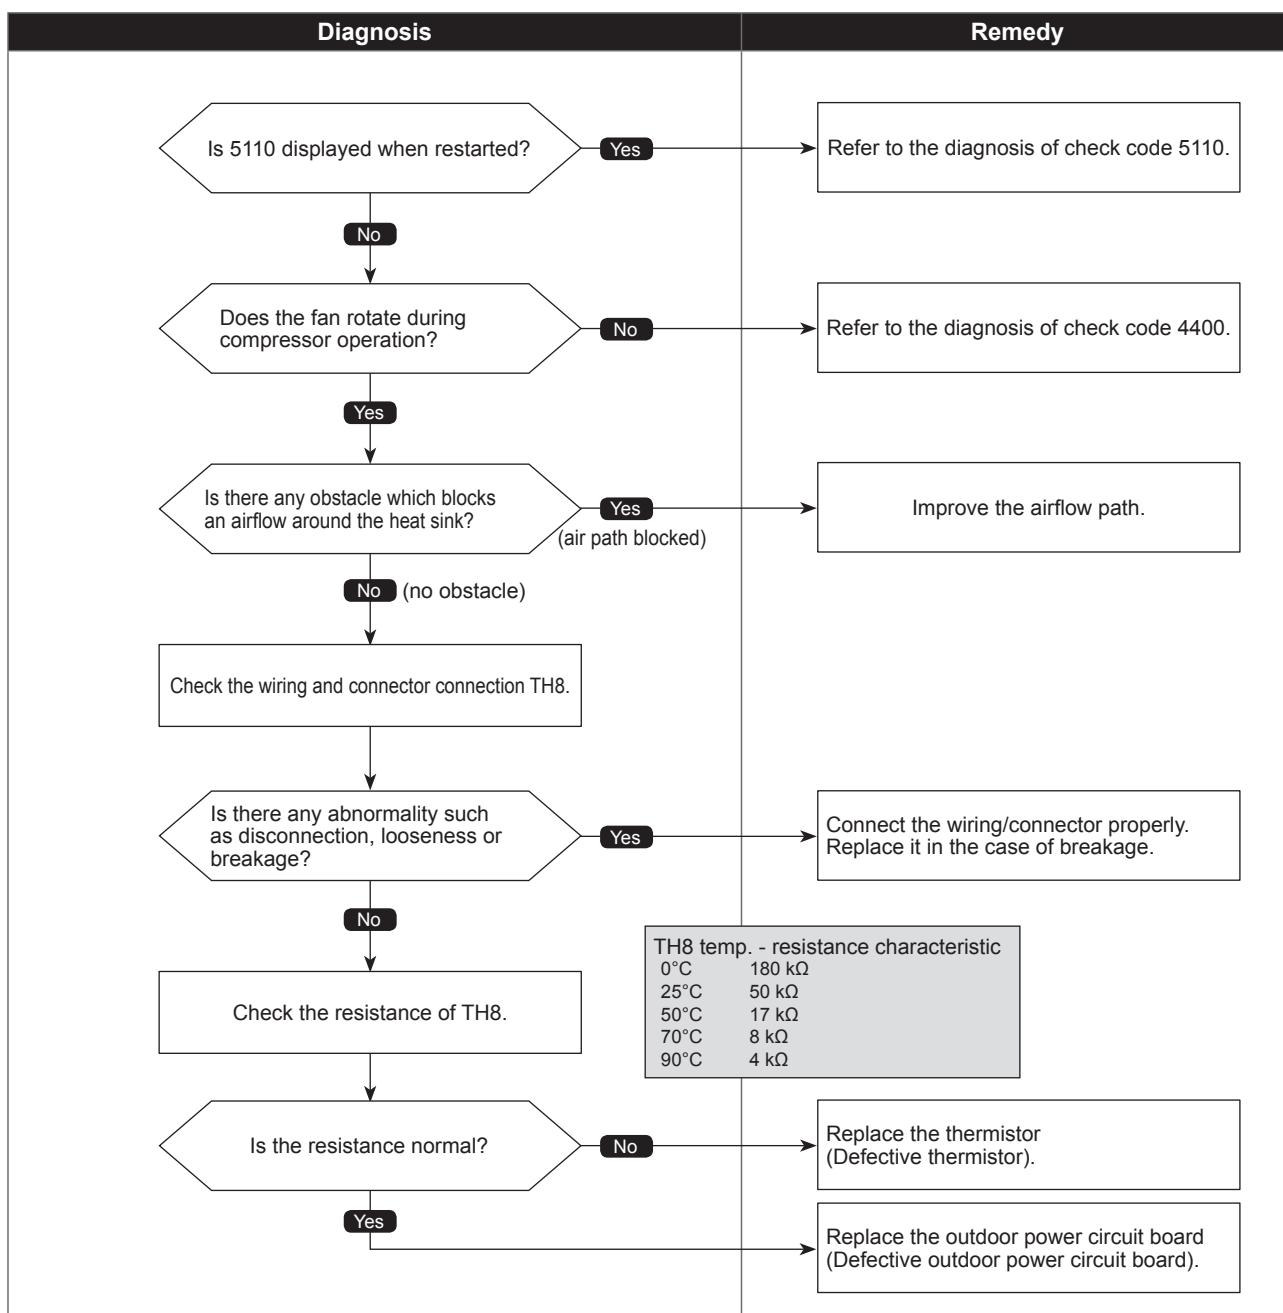 Diagnosis
Remedy
Is 5110 displayed when restarted?
Yes
Refer to the diagnosis of check code 5110.
No
Does the fan rotate during
compressor operation?
No
Refer to the diagnosis of check code 4400.
Yes
Is there any obstacle which blocks
an airflow around the heat sink?
Yes
(air path blocked)
Improve the airflow path.
No (no obstacle)
Check the wiring and connector connection TH8.
Is there any abnormality such
as disconnection, looseness or
breakage?
Yes
Connect the wiring/connector properly.
Replace it in the case of breakage.
No
TH8 temp. - resistance characteristic
0°C 180 kΩ
25°C 50 kΩ
50°C 17 kΩ
70°C 8 kΩ
90°C 4 kΩ
Check the resistance of TH8.
Is the resistance normal?
No
Replace the thermistor
(Defective thermistor).
Yes
Replace the outdoor power circuit board
(Defective outdoor power circuit board).